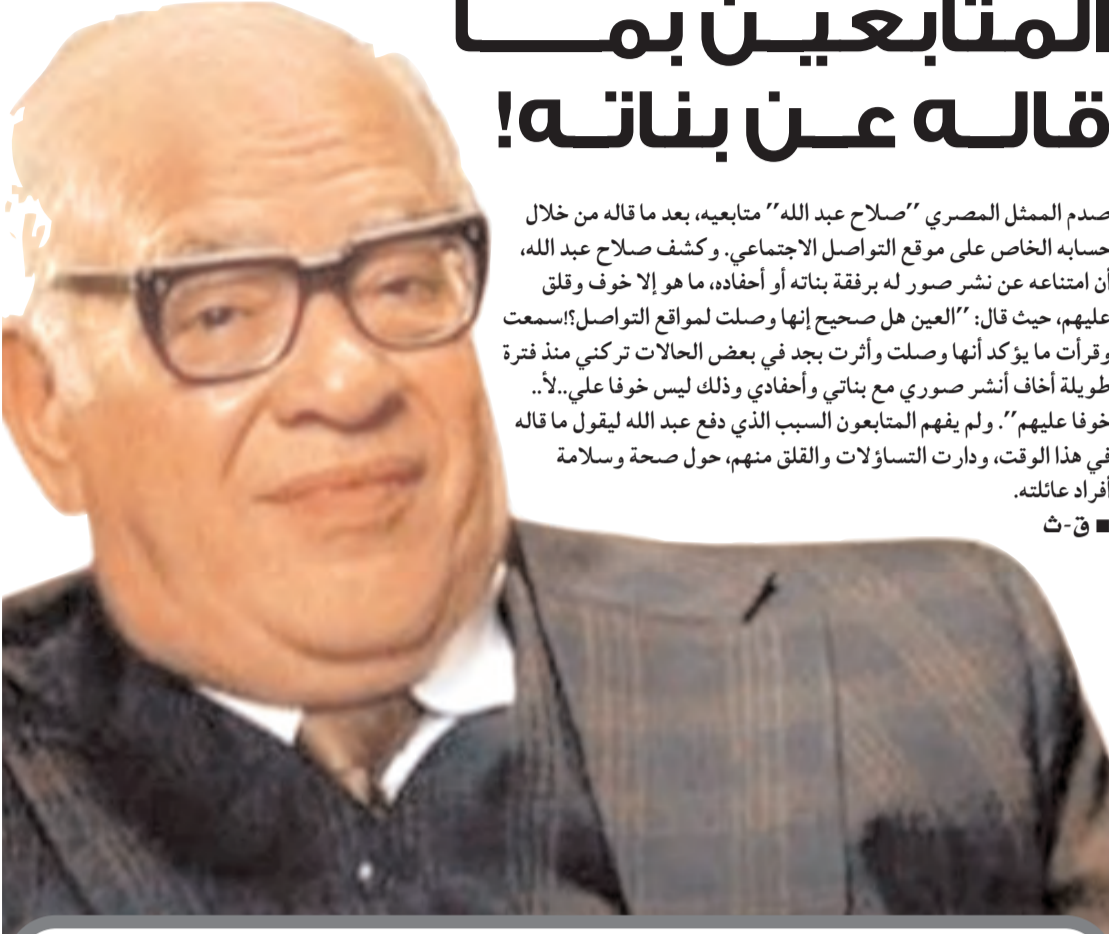 المتابعين بما
قاله عن بناته!
صدم الممثل المصري ’’صلاح عبد الله’’ متابعيه، بعد ما قاله من خلال
حسابه الخاص على موقع التواصل الاجتماعي. وكشف صلاح عبد الله،
أن امتناعه عن نشر صور له برفقة بناته أو أحفاده، ما هو إلا خوف وقلق
عليهم، حيث قال: ’’العين هل صحيح إنها وصلت لمواقع التواصل؟!سمعت
وقرأت ما يؤكد أنها وصلت وأثرت بجد في بعض الحالات تركني منذ فترة
طويلة أخاف أنشر صوري مع بناتي وأحفادي وذلك ليس خوفا علي..لأ..
خوفا عليهم’’. ولم يفهم المتابعون السبب الذي دفع عبد الله ليقول ما قاله
في هذا الوقت، ودارت التساؤلات والقلق منهم، حول صحة وسلامة
أفراد عائلته.
■ ق-ث